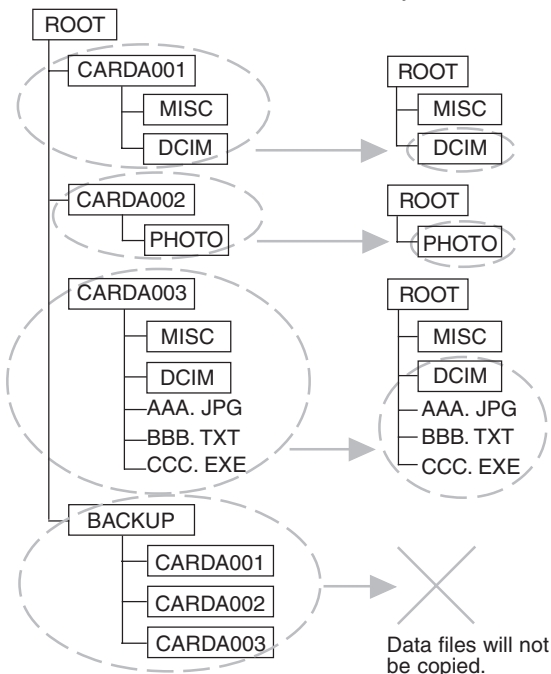 ROOT
CARDA001
MISC
DCIM
CARDA002
PHOTO
CARDA003
MISC
DCIM
AAA. JPG
BBB. TXT
CCC. EXE
BACKUP
CARDA001
CARDA002
CARDA003
ROOT
MISC
DCIM
ROOT
PHOTO
ROOT
MISC
DCIM
AAA. JPG
BBB. TXT
CCC. EXE
Data files will not
be copied.